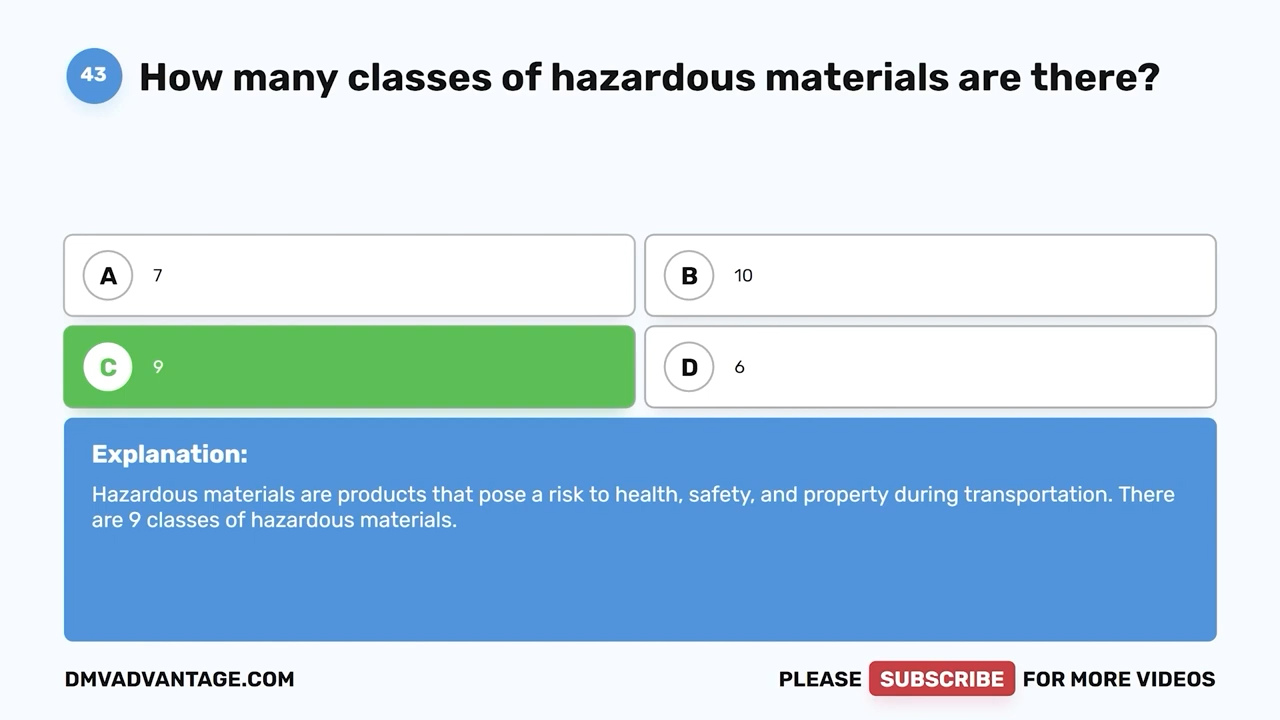 43 How many classes of hazardous materials are there?
A 7
B 10
C 9
D 6
Explanation:
Hazardous materials are products that pose a risk to health, safety, and property during transportation. There
are 9 classes of hazardous materials.
DMVADVANTAGE.COM
PLEASE SUBSCRIBE FOR MORE VIDEOS